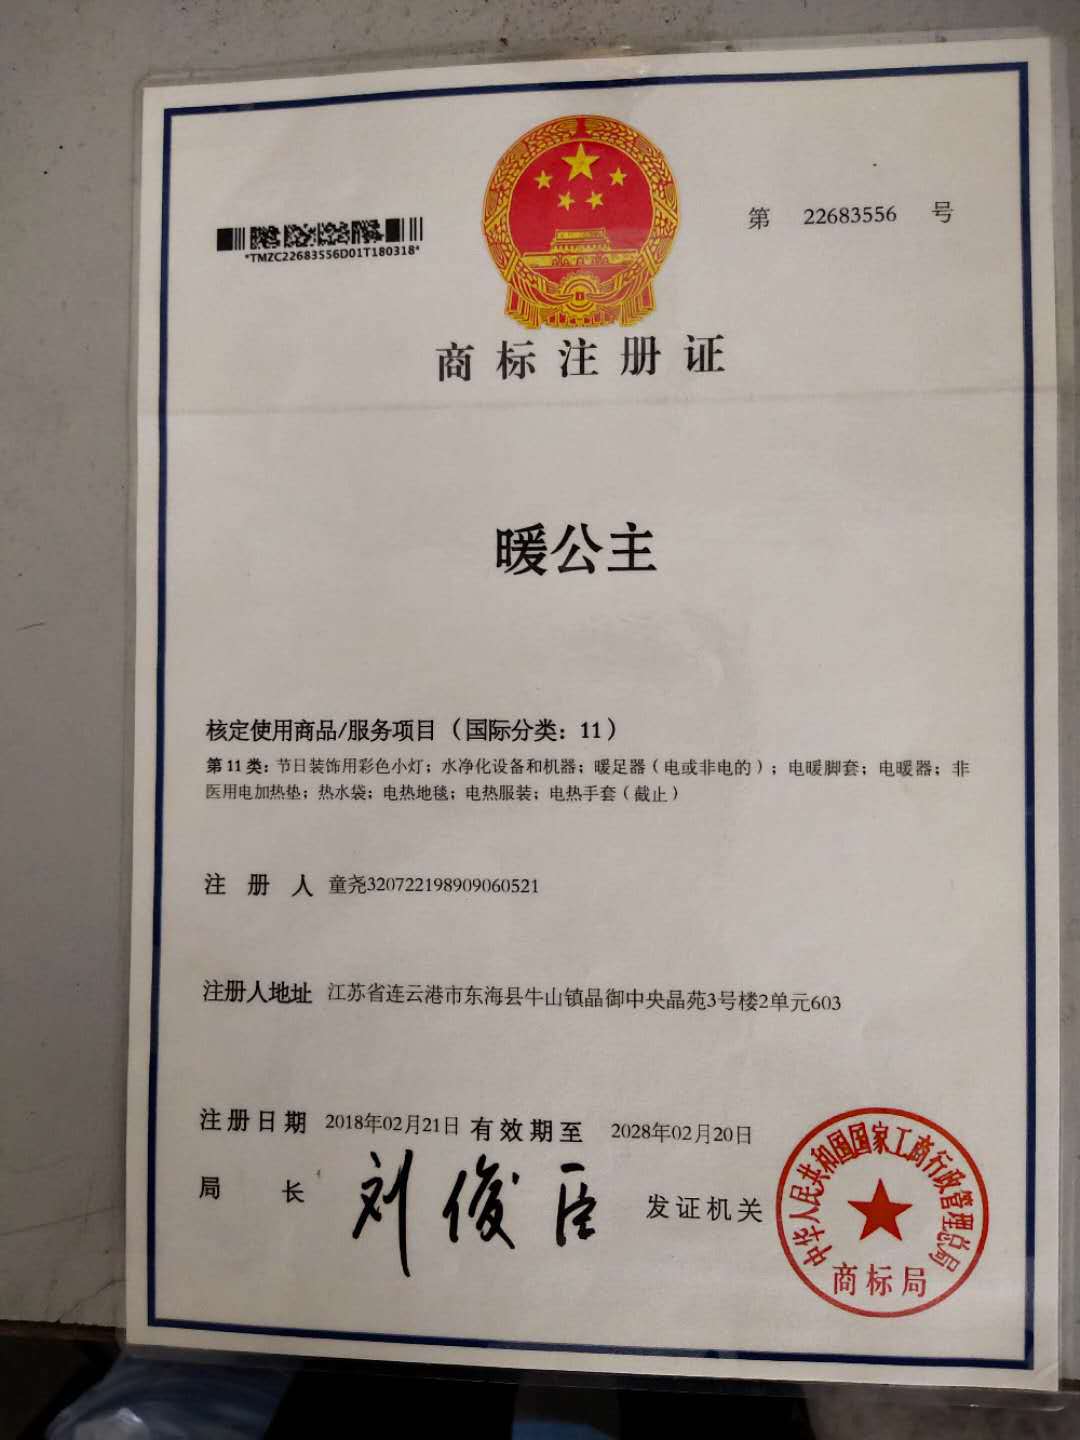 第 22683556 号
*TMZC22683556D01T180318*
商标注册证
暖公主
核定使用商品/服务项目（国际分类：11）
第11类：节日装饰用彩色小灯；水净化设备和机器；暖足器（电或非电的）；电暖脚套；电暖器；非
医用电加热垫；热水袋；电热地毯；电热服装；电热手套（截止）
注册人 童尧320722198909060521
注册人地址 江苏省连云港市东海县牛山镇晶御中央晶苑3号楼2单元603
注册日期 2018年02月21日 有效期至 2028年02月20日
局长 刘俊臣 发证机关
中华人民共和国国家工商行政管理总局
商标局